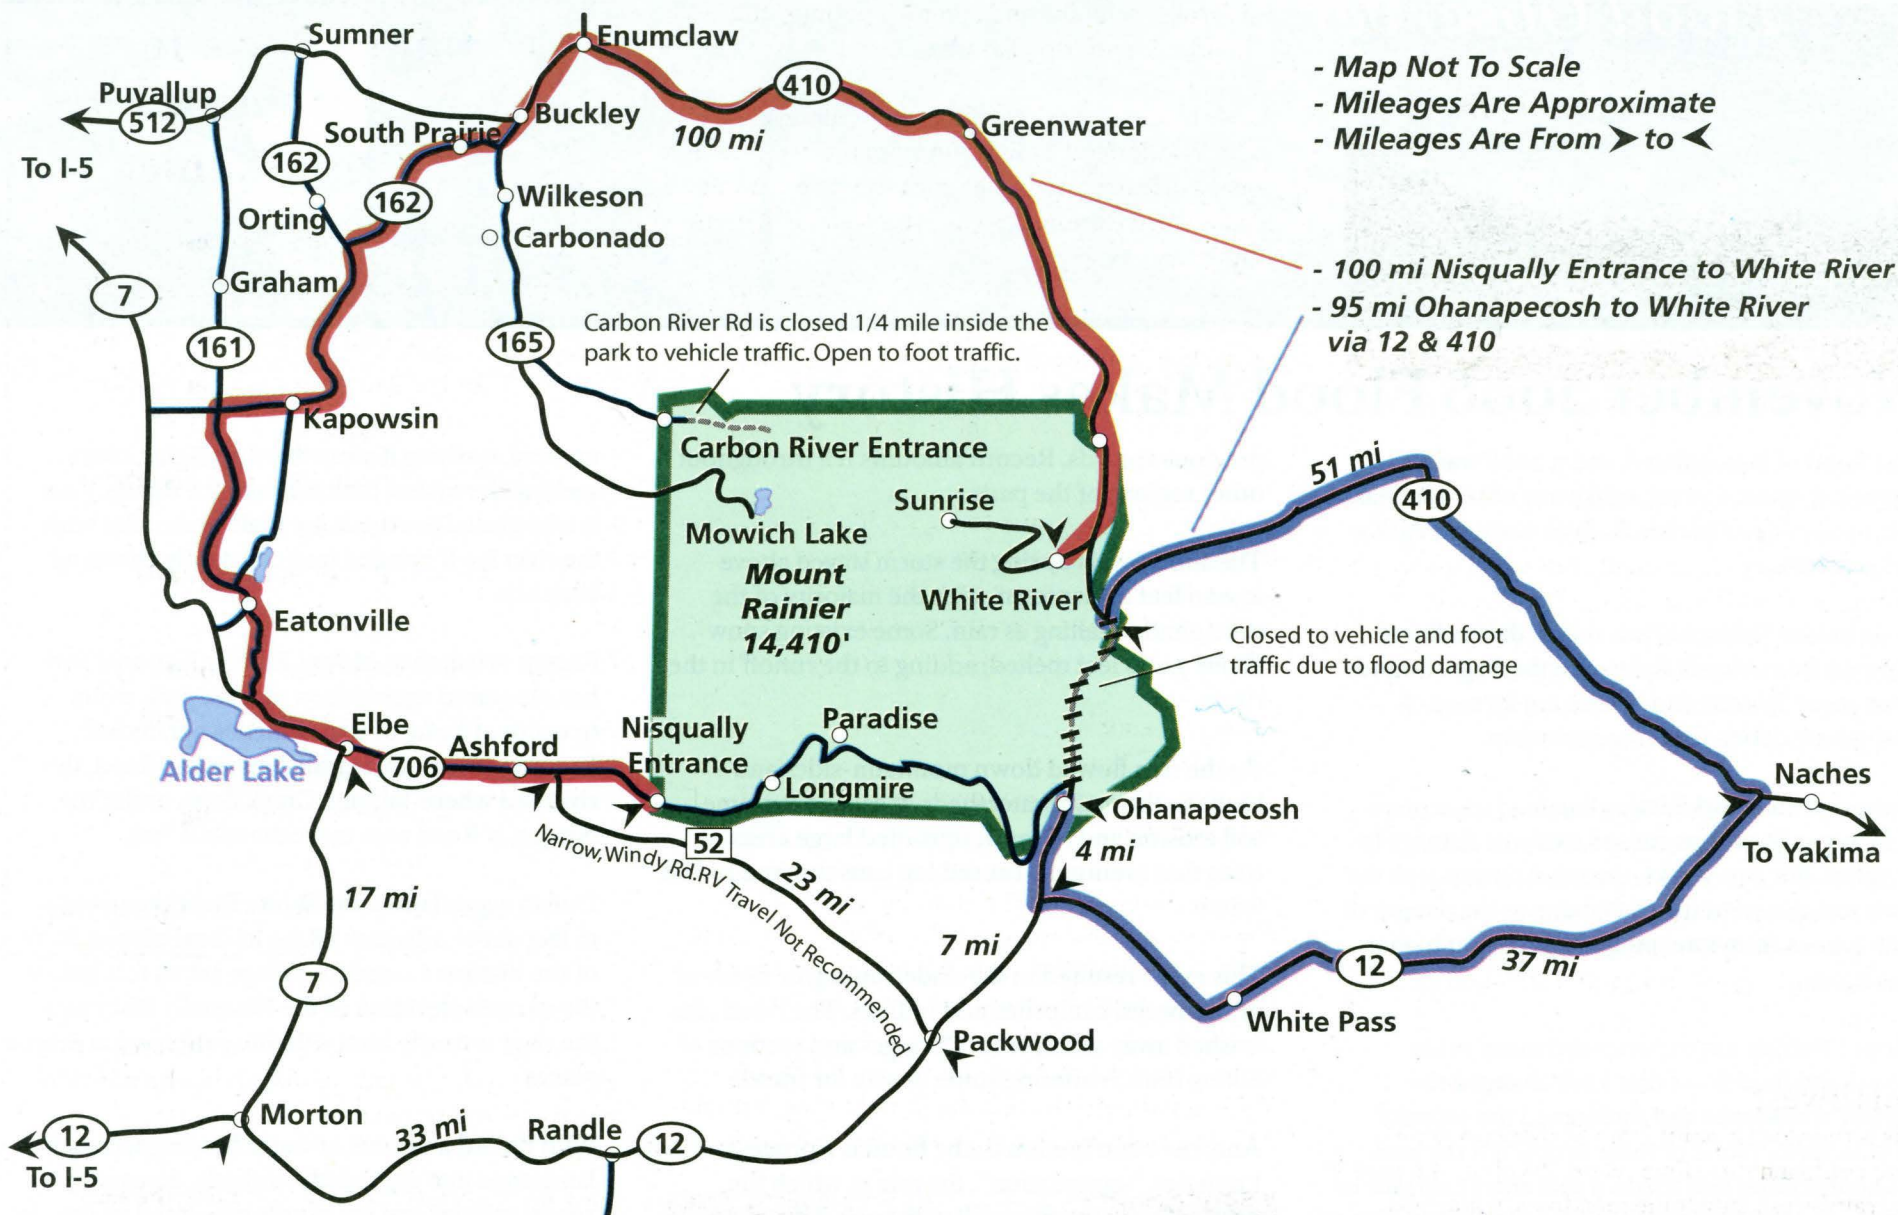 Sumner
Enumclaw
410
- Map Not To Scale
- Mileages Are Approximate
- Mileages Are From ➤ to ➤
Puyallup
512
To I-5
South Prairie
Buckley
100 mi
Greenwater
162
162
Orting
Wilkeson
Carbonado
7
Graham
161
165
- 100 mi Nisqually Entrance to White River
- 95 mi Ohanapecosh to White River
via 12 & 410
Carbon River Rd is closed 1/4 mile inside the
park to vehicle traffic. Open to foot traffic.
Kapowsin
Carbon River Entrance
51 mi
410
Sunrise
Mowich Lake
Mount
Rainier
14,410'
White River
Eatonville
Closed to vehicle and foot
traffic due to flood damage
Elbe
Alder Lake
706
Ashford
Nisqually
Entrance
Paradise
Longmire
Ohanapecosh
Naches
To Yakima
52
Narrow, Windy Rd. RV Travel Not Recommended
23 mi
4 mi
17 mi
7 mi
7
12
37 mi
White Pass
Packwood
Morton
12
To I-5
33 mi
Randle
12